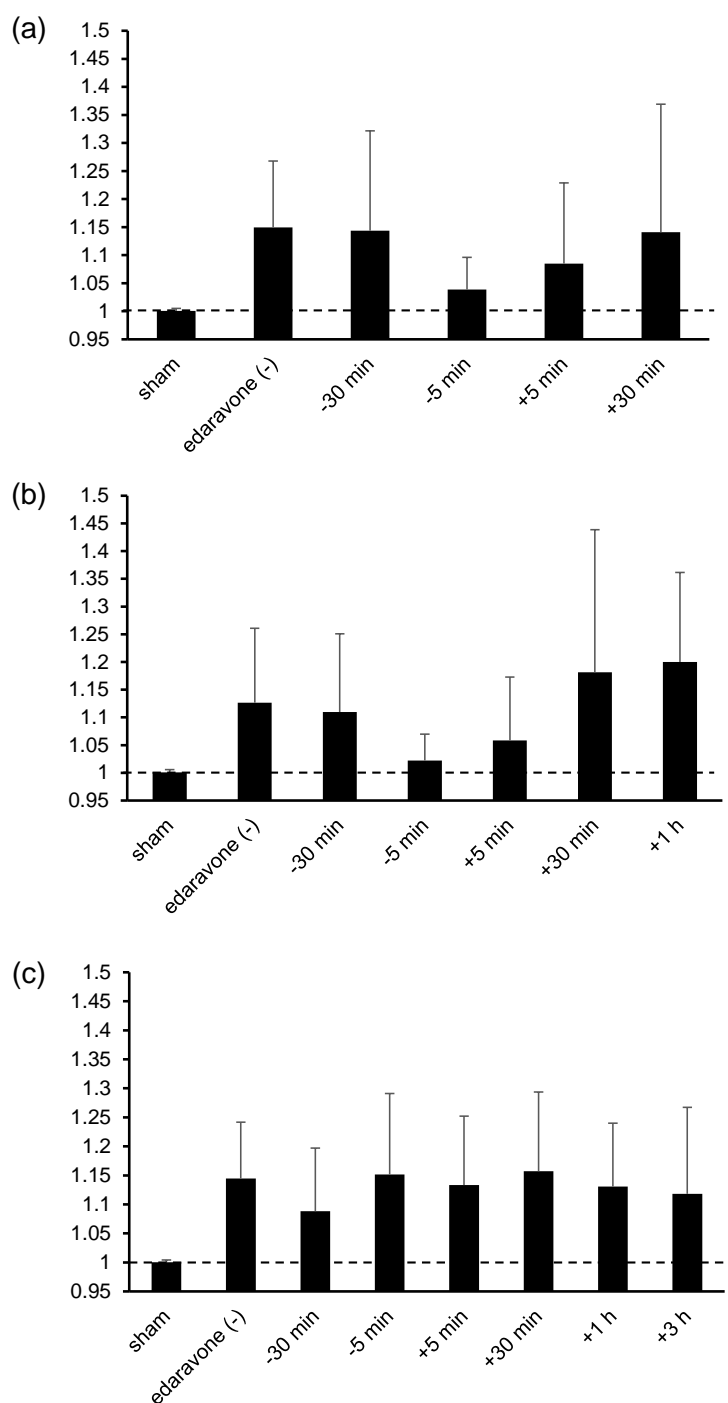 (a)
1.5
1.45
1.4
1.35
1.3
1.25
1.2
1.15
1.1
1.05
1
0.95
sham
edaravone (-)
-30 min
-5 min
+5 min
+30 min
(b)
1.5
1.45
1.4
1.35
1.3
1.25
1.2
1.15
1.1
1.05
1
0.95
sham
edaravone (-)
-30 min
-5 min
+5 min
+30 min
+1 h
(c)
1.5
1.45
1.4
1.35
1.3
1.25
1.2
1.15
1.1
1.05
1
0.95
sham
edaravone (-)
-30 min
-5 min
+5 min
+30 min
+1 h
+3 h